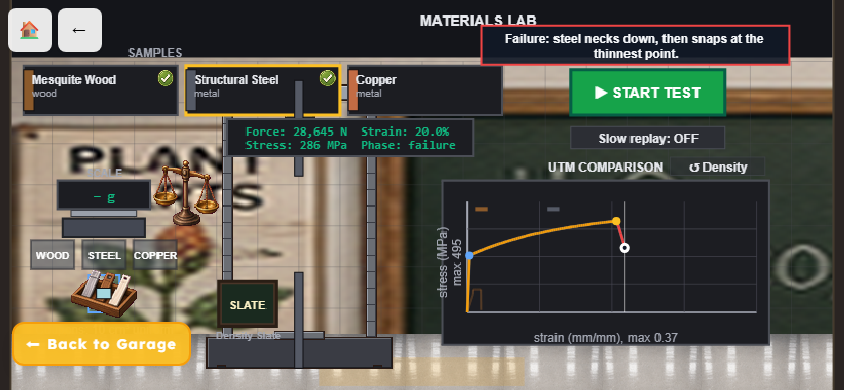 MATERIALS LAB
Failure: steel necks down, then snaps at the
thinnest point.
SAMPLES
Mesquite Wood
wood
Structural Steel
metal
Copper
metal
▶ START TEST
Force: 28,645 N Strain: 20.0%
Stress: 286 MPa Phase: failure
Slow replay: OFF
PLANT
UTM COMPARISON
↺ Density
– g
WOOD
STEEL
COPPER
stress (MPa)
max 495
SLATE
Density Slate
strain (mm/mm), max 0.37
← Back to Garage